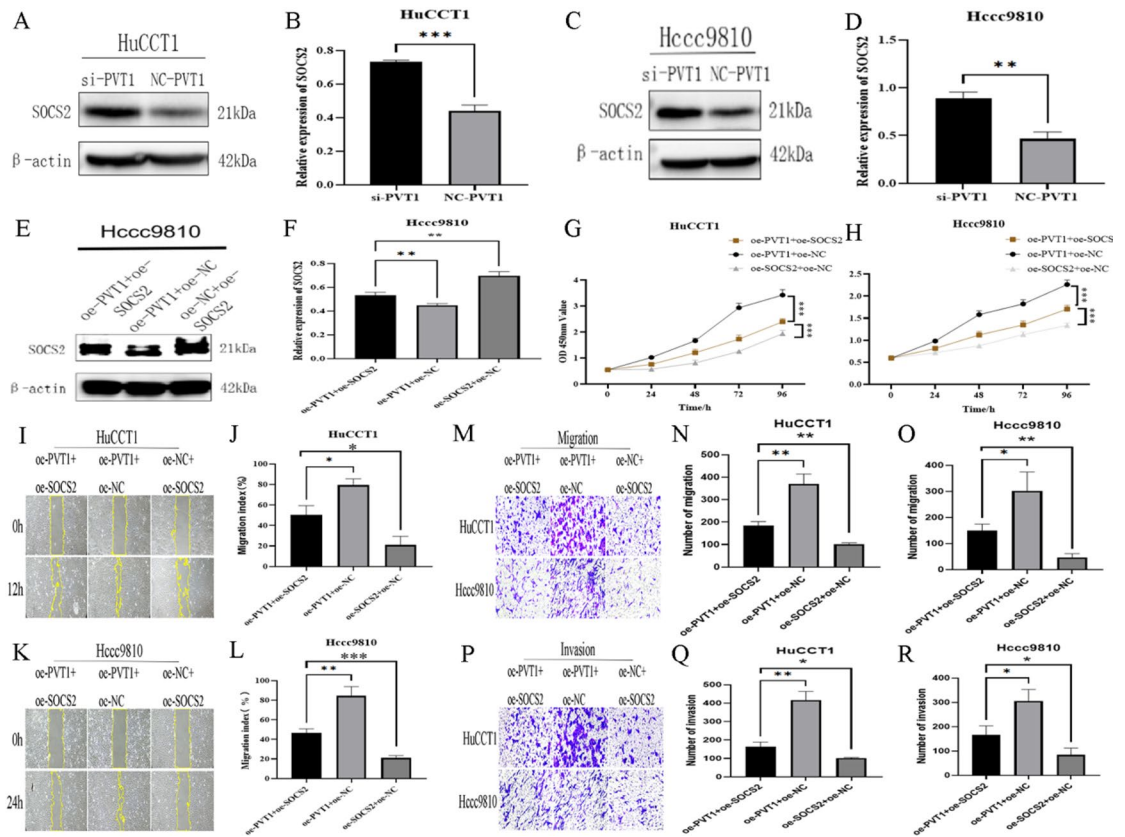 A
HuCCT1
si-PVT1 NC-PVT1
SOCS2 21kDa
β-actin 42kDa
B
HuCCT1
Relative expression of SOCS2
0.8
0.6
0.4
0.2
0.0
***
si-PVT1 NC-PVT1
C
Hccc9810
si-PVT1 NC-PVT1
SOCS2 21kDa
β-actin 42kDa
D
Hccc9810
Relative expression of SOCS2
1.5
1.0
0.5
0.0
**
si-PVT1 NC-PVT1
E
Hccc9810
oe-PVT1+oe-
SOCS2
oe-PVT1+oe-NC
oe-NC+oe-
SOCS2
SOCS2 21kDa
β-actin 42kDa
F
Hccc9810
Relative expression of SOCS2
0.8
0.6
0.4
0.2
0.0
**
**
oe-PVT1+oe-SOCS2
oe-PVT1+oe-NC
oe-SOCS2+oe-NC
G
HuCCT1
oe-PVT1+oe-SOCS2
oe-PVT1+oe-NC
oe-SOCS2+oe-NC
OD 450nm Value
4
3
2
1
0
***
***
0 24 48 72 96
Time/h
H
Hccc9810
oe-PVT1+oe-SOCS
oe-PVT1+oe-NC
oe-SOCS2+oe-NC
2.5
2.0
1.5
1.0
0.5
0.0
***
***
0 24 48 72 96
Time/h
I
HuCCT1
oe-PVT1+ oe-PVT1+ oe-NC+
oe-SOCS2 oe-NC oe-SOCS2
0h
12h
J
HuCCT1
Migration index(%)
100
80
60
40
20
0
*
*
oe-PVT1+oe-SOCS2
oe-PVT1+oe-NC
oe-SOCS2+oe-NC
M
Migration
oe-PVT1+ oe-PVT1+ oe-NC+
oe-SOCS2 oe-NC oe-SOCS2
HuCCT1
Hccc9810
N
HuCCT1
Number of migration
500
400
300
200
100
0
**
**
oe-PVT1+oe-SOCS2
oe-PVT1+oe-NC
oe-SOCS2+oe-NC
O
Hccc9810
Number of migration
400
300
200
100
0
**
*
oe-PVT1+oe-SOCS2
oe-PVT1+oe-NC
oe-SOCS2+oe-NC
K
Hccc9810
oe-PVT1+ oe-PVT1+ oe-NC+
oe-SOCS2 oe-NC oe-SOCS2
0h
24h
L
Hccc9810
Migration index(%)
100
80
60
40
20
0
***
**
oe-PVT1+oe-SOCS2
oe-PVT1+oe-NC
oe-SOCS2+oe-NC
P
Invasion
oe-PVT1+ oe-PVT1+ oe-NC+
oe-SOCS2 oe-NC oe-SOCS2
HuCCT1
Hccc9810
Q
HuCCT1
Number of invasion
600
400
200
0
*
**
oe-PVT1+oe-SOCS2
oe-PVT1+oe-NC
oe-SOCS2+oe-NC
R
Hccc9810
Number of invasion
400
300
200
100
0
*
*
oe-PVT1+oe-SOCS2
oe-PVT1+oe-NC
oe-SOCS2+oe-NC